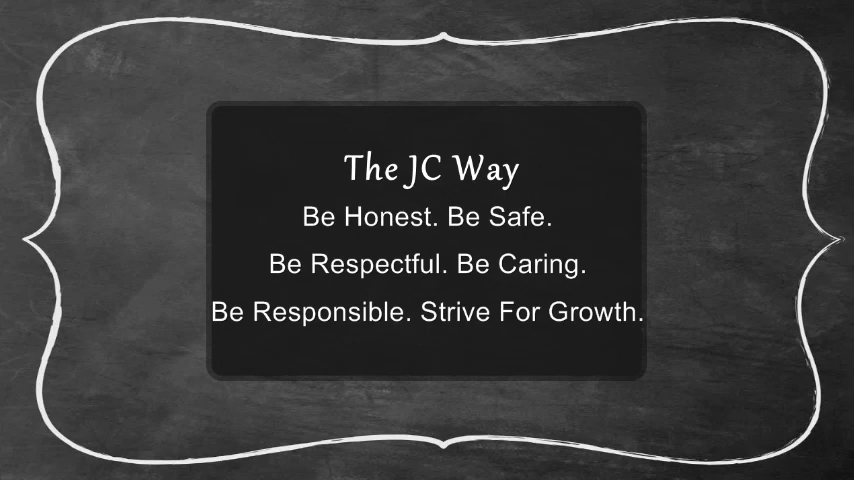 The JC Way
Be Honest. Be Safe.
Be Respectful. Be Caring.
Be Responsible. Strive For Growth.